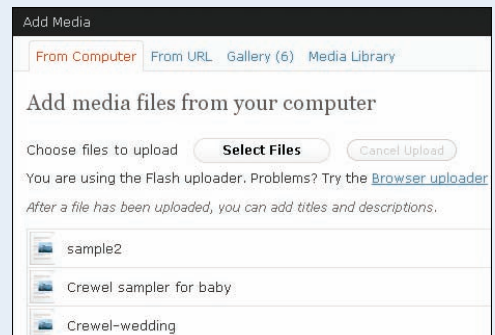 Add Media
From Computer From URL Gallery (6) Media Library
Add media files from your computer
Choose files to upload Select Files Cancel Upload
You are using the Flash uploader. Problems? Try the Browser uploader
After a file has been uploaded, you can add titles and descriptions.
sample2
Crewel sampler for baby
Crewel-wedding